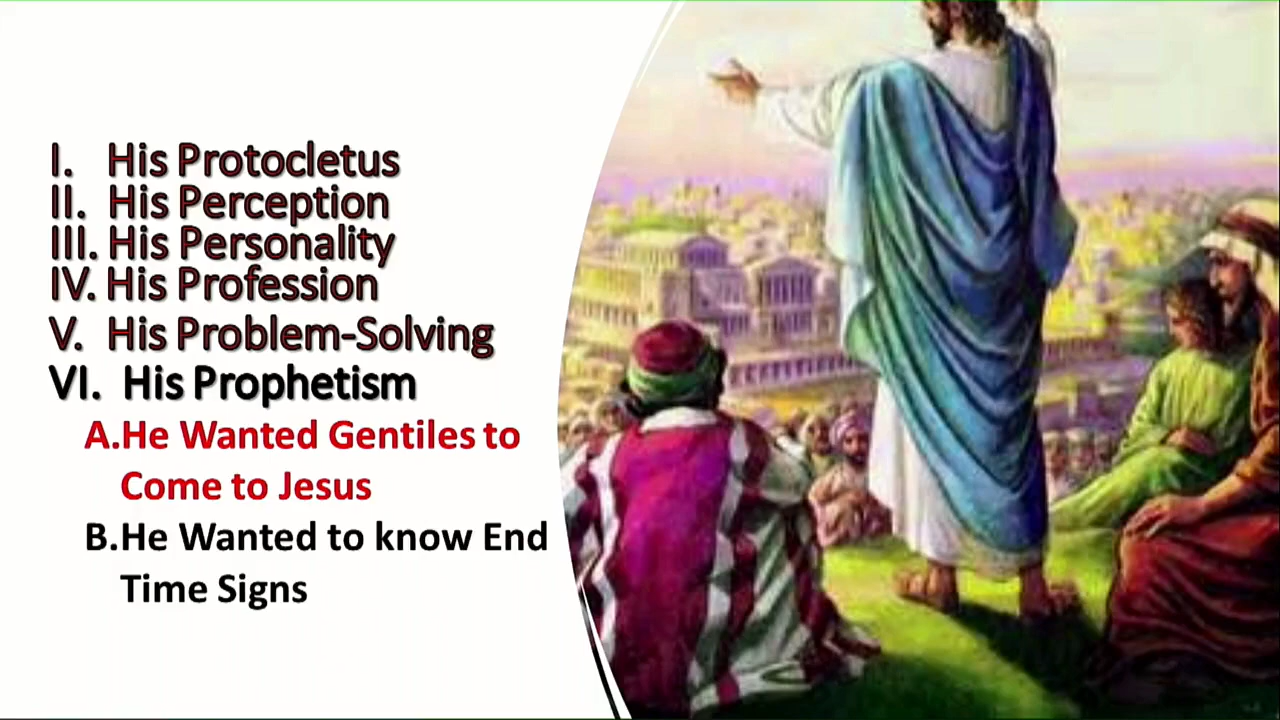 I. His Protocletus
II. His Perception
III. His Personality
IV. His Profession
V. His Problem-Solving
VI. His Prophetism
A.He Wanted Gentiles to
Come to Jesus
B.He Wanted to know End
Time Signs